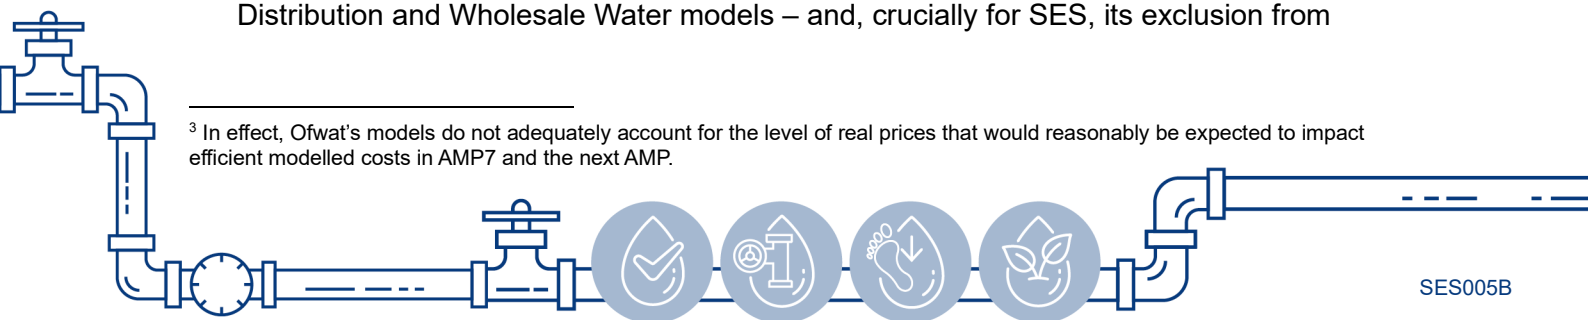 Distribution and Wholesale Water models – and, crucially for SES, its exclusion from
3 In effect, Ofwat's models do not adequately account for the level of real prices that would reasonably be expected to impact
efficient modelled costs in AMP7 and the next AMP.
SES005B